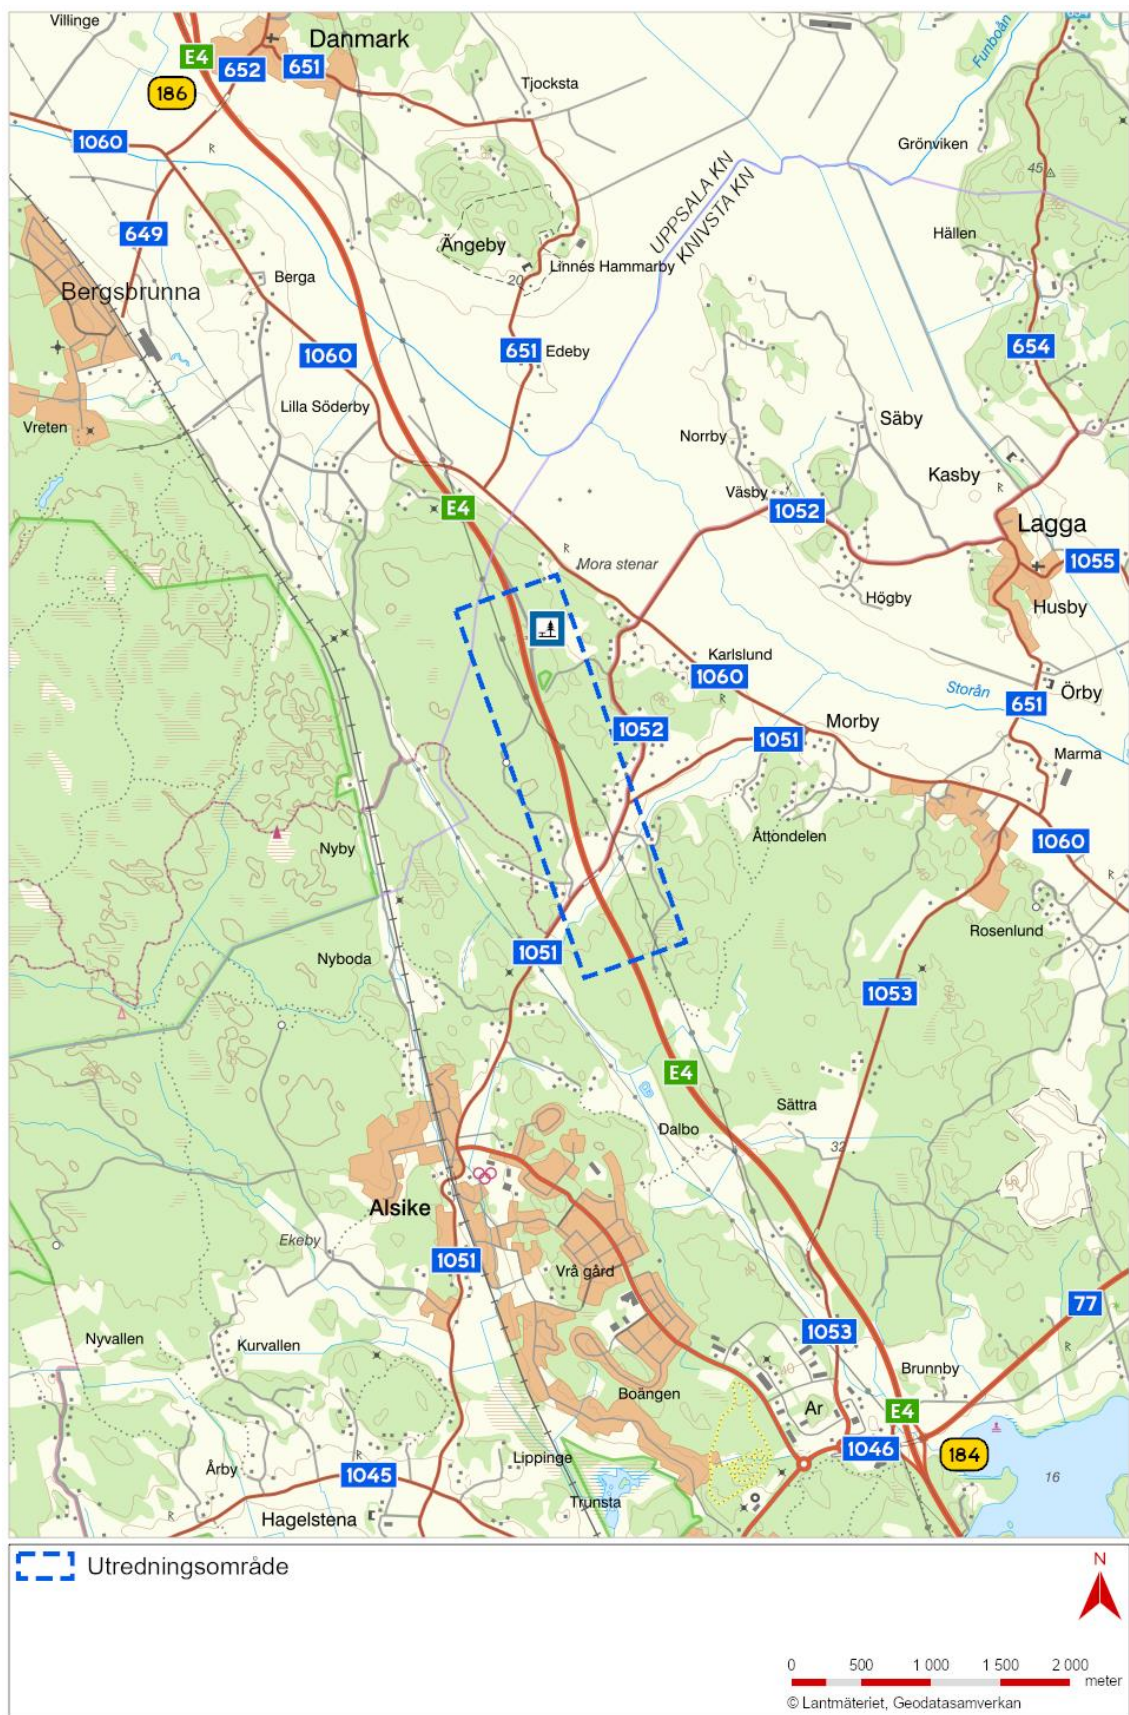 Villinge
Danmark
E4
652
651
186
Tjocksta
Funboån
1060
R
Grönviken
45
UPPSALA KN
KNIVSTA KN
649
Ängeby
Hällen
Linnés Hammarby
20
Berga
Bergsbrunna
1060
651
Edeby
654
Lilla Söderby
Vreten
Säby
Norrby
Kasby
R
Väsby
1052
E4
Lagga
R
Mora stenar
1055
Högby
Husby
Karlslund
1060
R
Storån
Örby
651
1052
1051
Morby
Marma
Nyby
Åttondelen
1060
R
Rosenlund
1051
Nyboda
1053
E4
Sättra
Dalbo
32
Alsike
Ekeby
1051
Vrå gård
77
Nyvallen
Kurvallen
1053
R
Brunnby
Boängen
40
Ar
E4
1046
184
Lippinge
R
Årby
1045
16
Trunsta
Hagelstena
Utredningsområde
N
0 500 1 000 1 500 2 000
meter
© Lantmäteriet, Geodatasamverkan